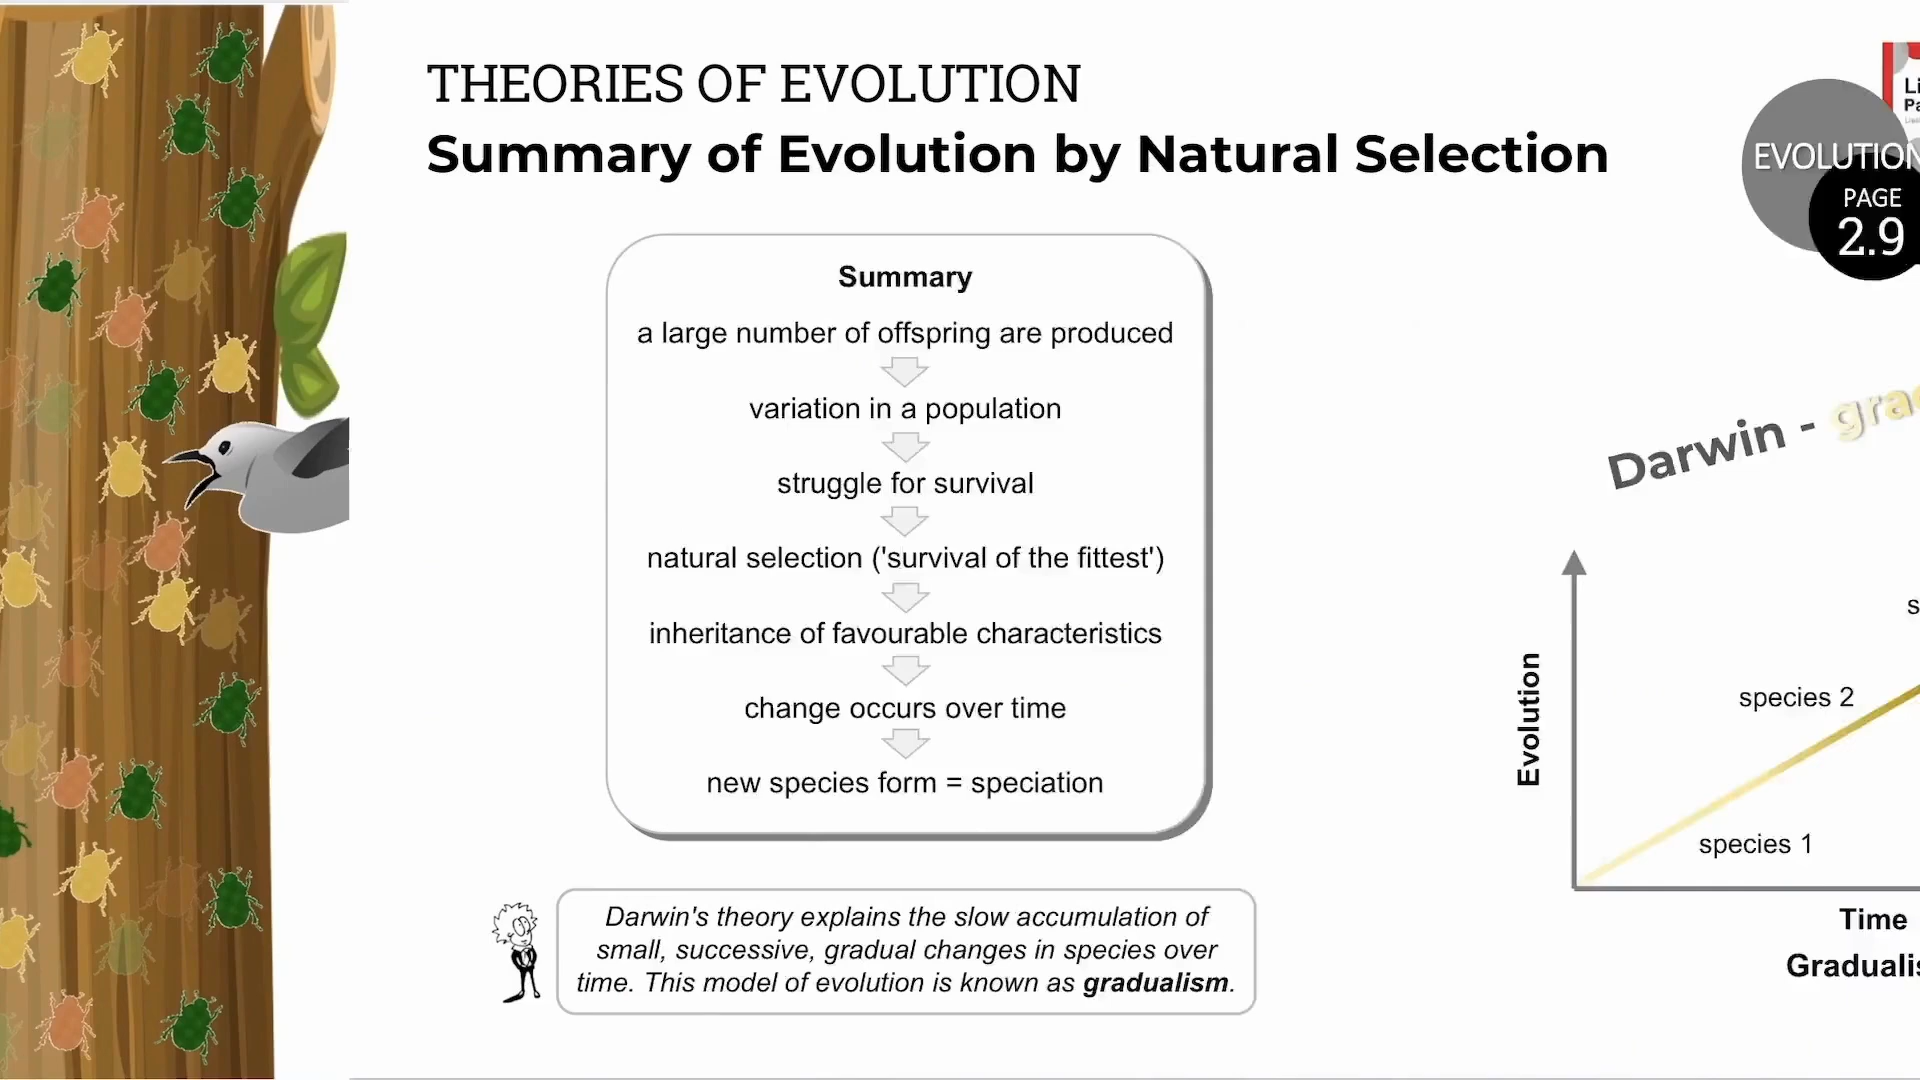 THEORIES OF EVOLUTION
Summary of Evolution by Natural Selection
EVOLUTION
PAGE
2.9
Summary
a large number of offspring are produced
variation in a population
struggle for survival
natural selection ('survival of the fittest')
inheritance of favourable characteristics
change occurs over time
new species form = speciation
Darwin's theory explains the slow accumulation of
small, successive, gradual changes in species over
time. This model of evolution is known as gradualism.
Darwin -
Evolution
species 2
species 1
Time